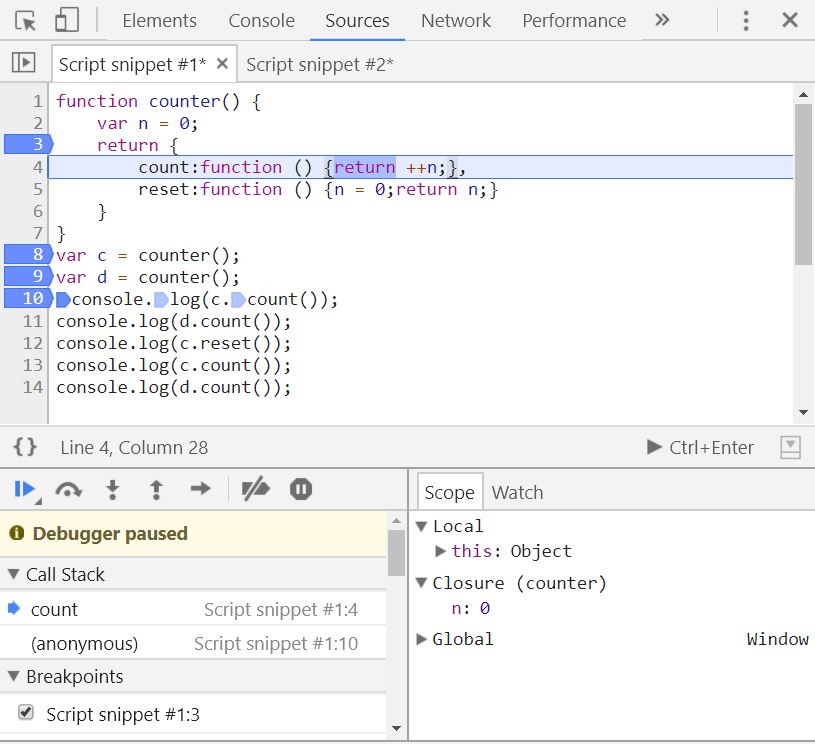 Elements Console Sources Network Performance »
Script snippet #1* × Script snippet #2*
1 function counter() {
2 var n = 0;
3 return {
4 count:function () {return ++n;},
5 reset:function () {n = 0;return n;}
6 }
7 }
8 var c = counter();
9 var d = counter();
10 console.log(c.count());
11 console.log(d.count());
12 console.log(c.reset());
13 console.log(c.count());
14 console.log(d.count());
{} Line 4, Column 28 Ctrl+Enter
Debugger paused
Call Stack
count Script snippet #1:4
(anonymous) Script snippet #1:10
Breakpoints
Script snippet #1:3
Scope Watch
Local
this: Object
Closure (counter)
n: 0
Global Window